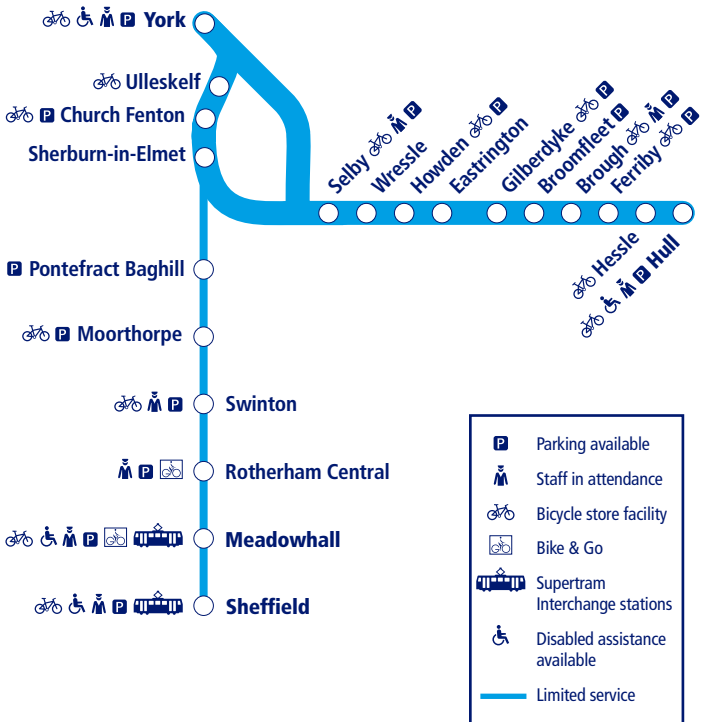 P York
Ulleskelf
P Church Fenton
Sherburn-in-Elmet
Selby P
Wressle
Howden P
Eastrington
Gilberdyke P
Broomfleet P
Brough P
Ferriby P
Hessle
P Hull
P Pontefract Baghill
P Moorthorpe
P Swinton
P Rotherham Central
P Meadowhall
P Sheffield
P Parking available
Staff in attendance
Bicycle store facility
Bike & Go
Supertram
Interchange stations
Disabled assistance
available
Limited service